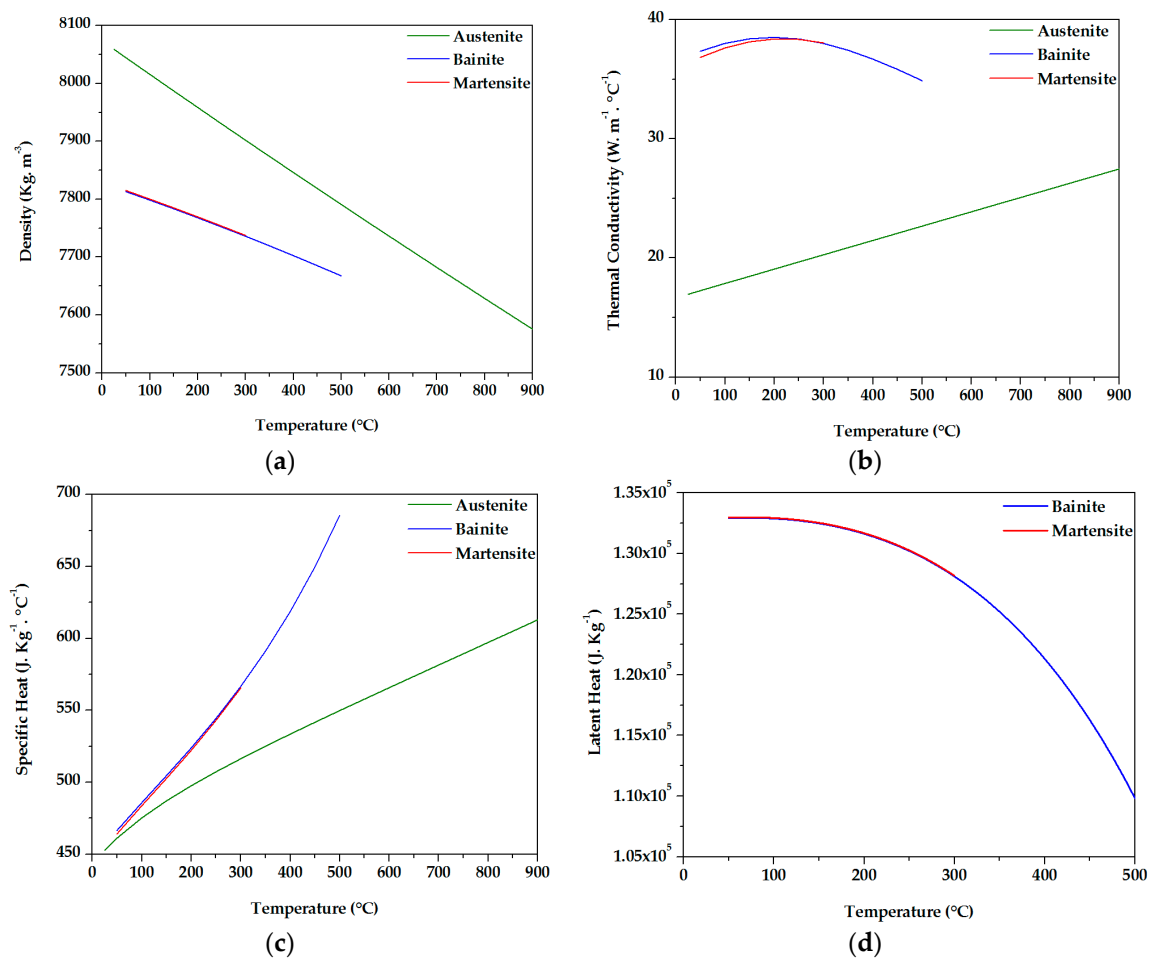 8100
8000
7900
7800
7700
7600
7500
Density (Kg. m⁻³)
Austenite
Bainite
Martensite
0 100 200 300 400 500 600 700 800 900
Temperature (°C)
(a)
40
30
20
10
Thermal Conductivity (W. m⁻¹. °C⁻¹)
Austenite
Bainite
Martensite
0 100 200 300 400 500 600 700 800 900
Temperature (°C)
(b)
700
650
600
550
500
450
Specific Heat (J. Kg⁻¹. °C⁻¹)
Austenite
Bainite
Martensite
0 100 200 300 400 500 600 700 800 900
Temperature (°C)
(c)
1.35x10⁵
1.30x10⁵
1.25x10⁵
1.20x10⁵
1.15x10⁵
1.10x10⁵
1.05x10⁵
Latent Heat (J. Kg⁻¹)
Bainite
Martensite
0 100 200 300 400 500
Temperature (°C)
(d)